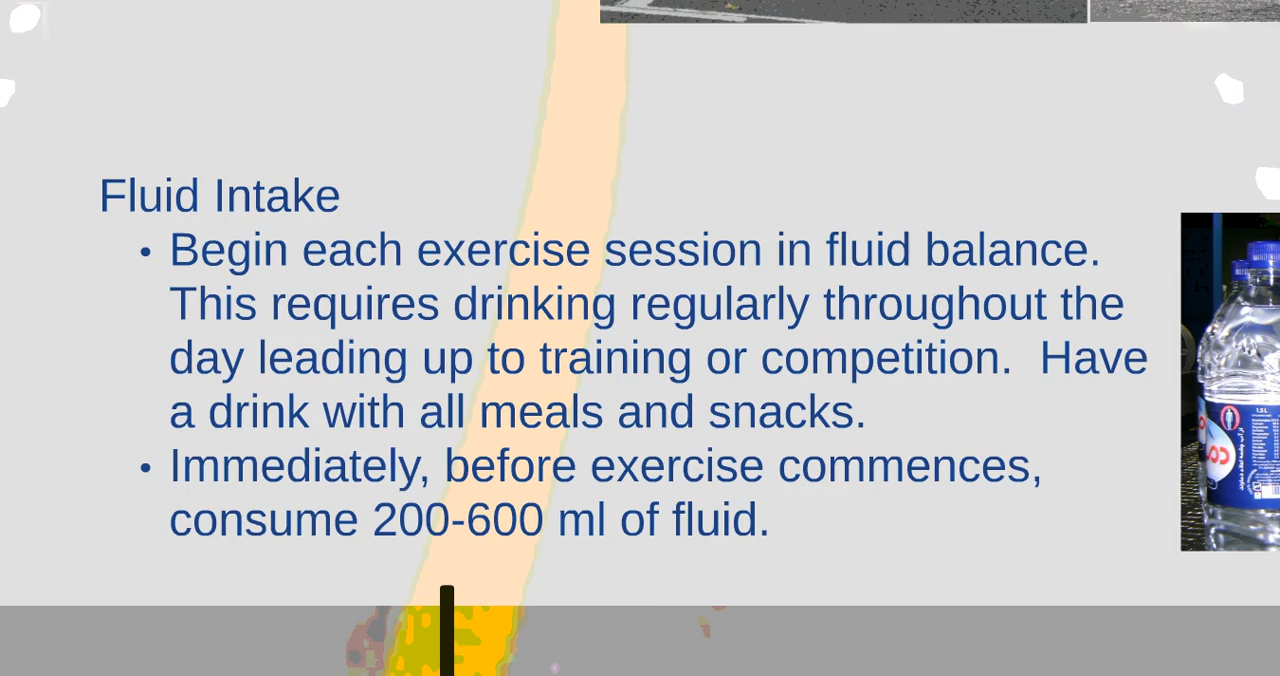 Fluid Intake
• Begin each exercise session in fluid balance.
This requires drinking regularly throughout the
day leading up to training or competition.  Have
a drink with all meals and snacks.
• Immediately, before exercise commences,
consume 200-600 ml of fluid.
1.5 L